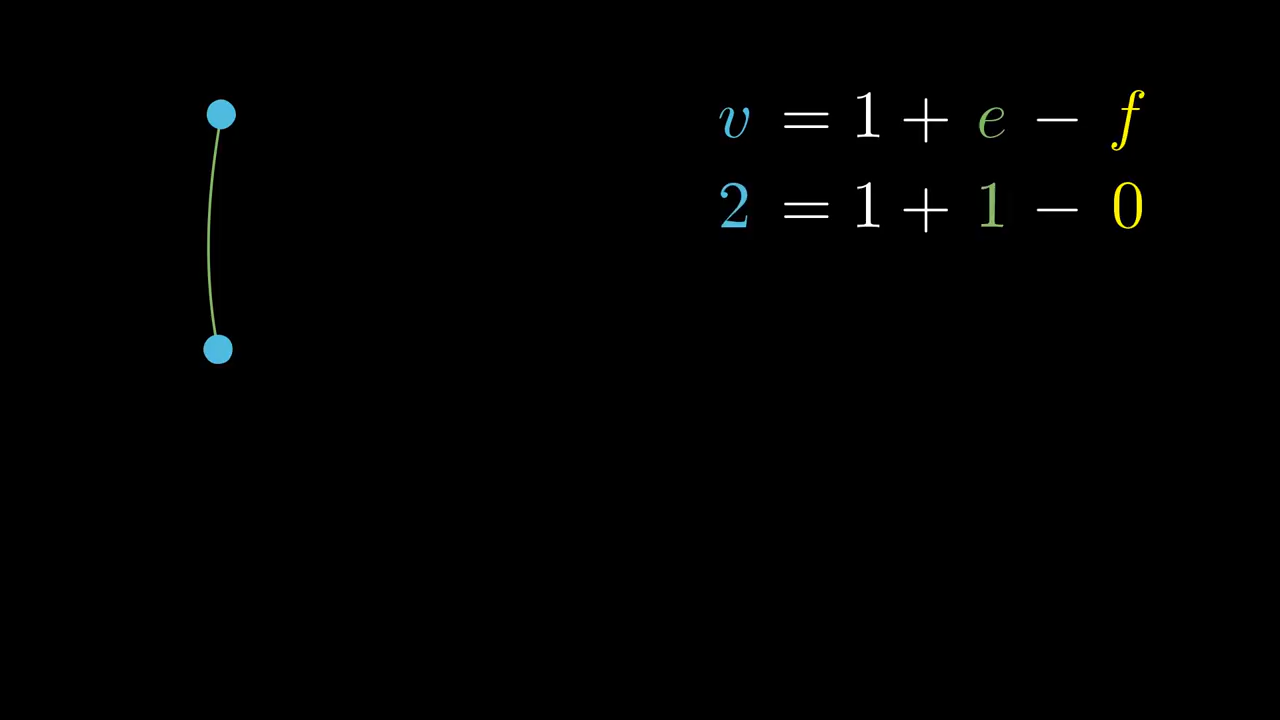 v = 1 + e − f
2 = 1 + 1 − 0